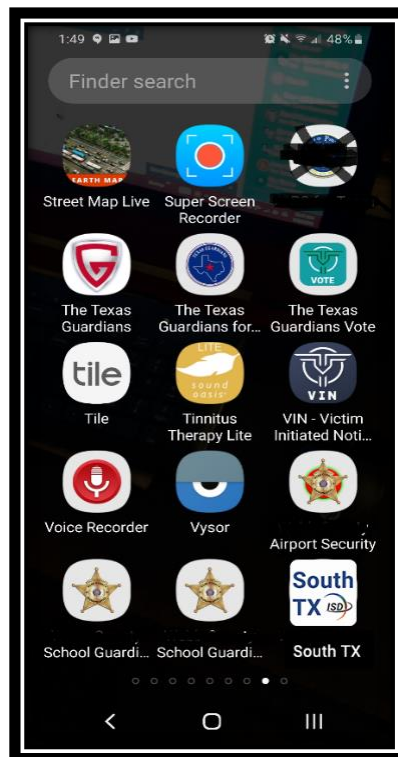 1:49 48%
Finder search
EARTH MAP
Street Map Live
Super Screen
Recorder
The Texas
Guardians
The Texas
Guardians for...
VOTE
The Texas
Guardians Vote
tile
Tile
LITE
sound
oasis
Tinnitus
Therapy Lite
VIN
VIN - Victim
Initiated Noti...
Voice Recorder
Vysor
Airport Security
School Guardi...
School Guardi...
South
TX ISD
South TX